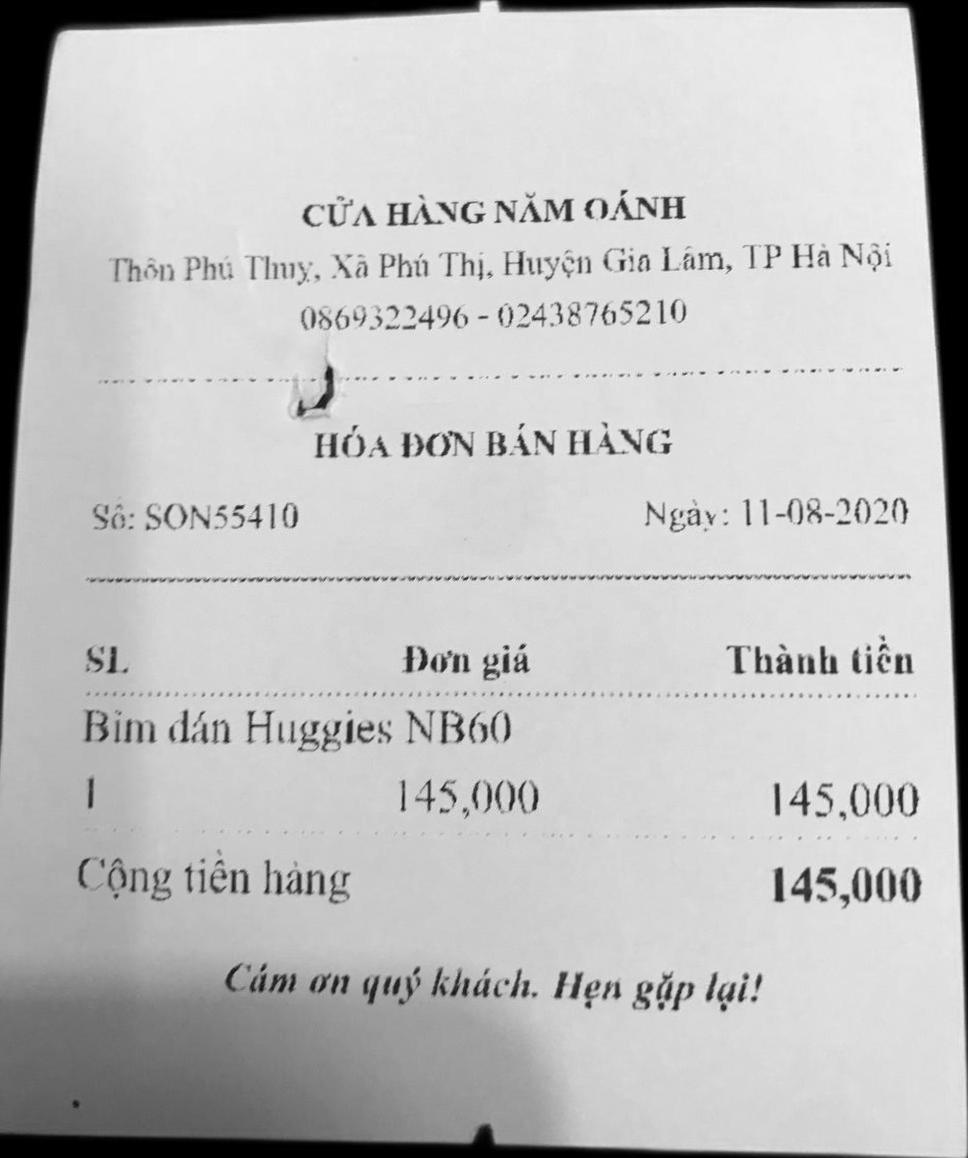 CỬA HÀNG NĂM OÁNH
Thôn Phú Thuỵ, Xã Phú Thị, Huyện Gia Lâm, TP Hà Nội
0869322496 - 02438765210
HÓA ĐƠN BÁN HÀNG
Số: SON55410 Ngày: 11-08-2020
SL Đơn giá Thành tiền
Bỉm dán Huggies NB60
1 145,000 145,000
Cộng tiền hàng 145,000
Cảm ơn quý khách. Hẹn gặp lại!